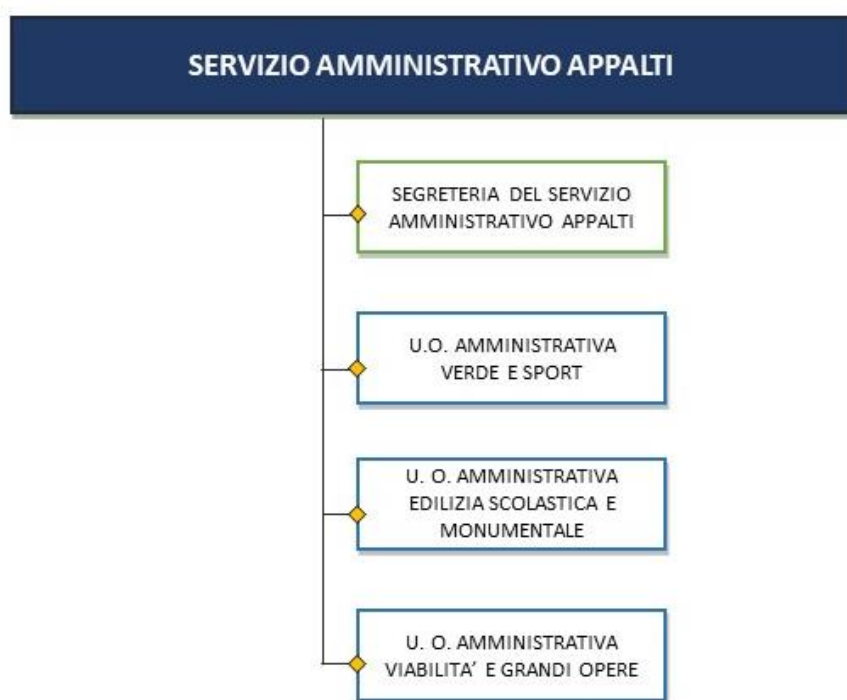 SERVIZIO AMMINISTRATIVO APPALTI
SEGRETERIA DEL SERVIZIO
AMMINISTRATIVO APPALTI
U.O. AMMINISTRATIVA
VERDE E SPORT
U. O. AMMINISTRATIVA
EDILIZIA SCOLASTICA E
MONUMENTALE
U. O. AMMINISTRATIVA
VIABILITA’ E GRANDI OPERE